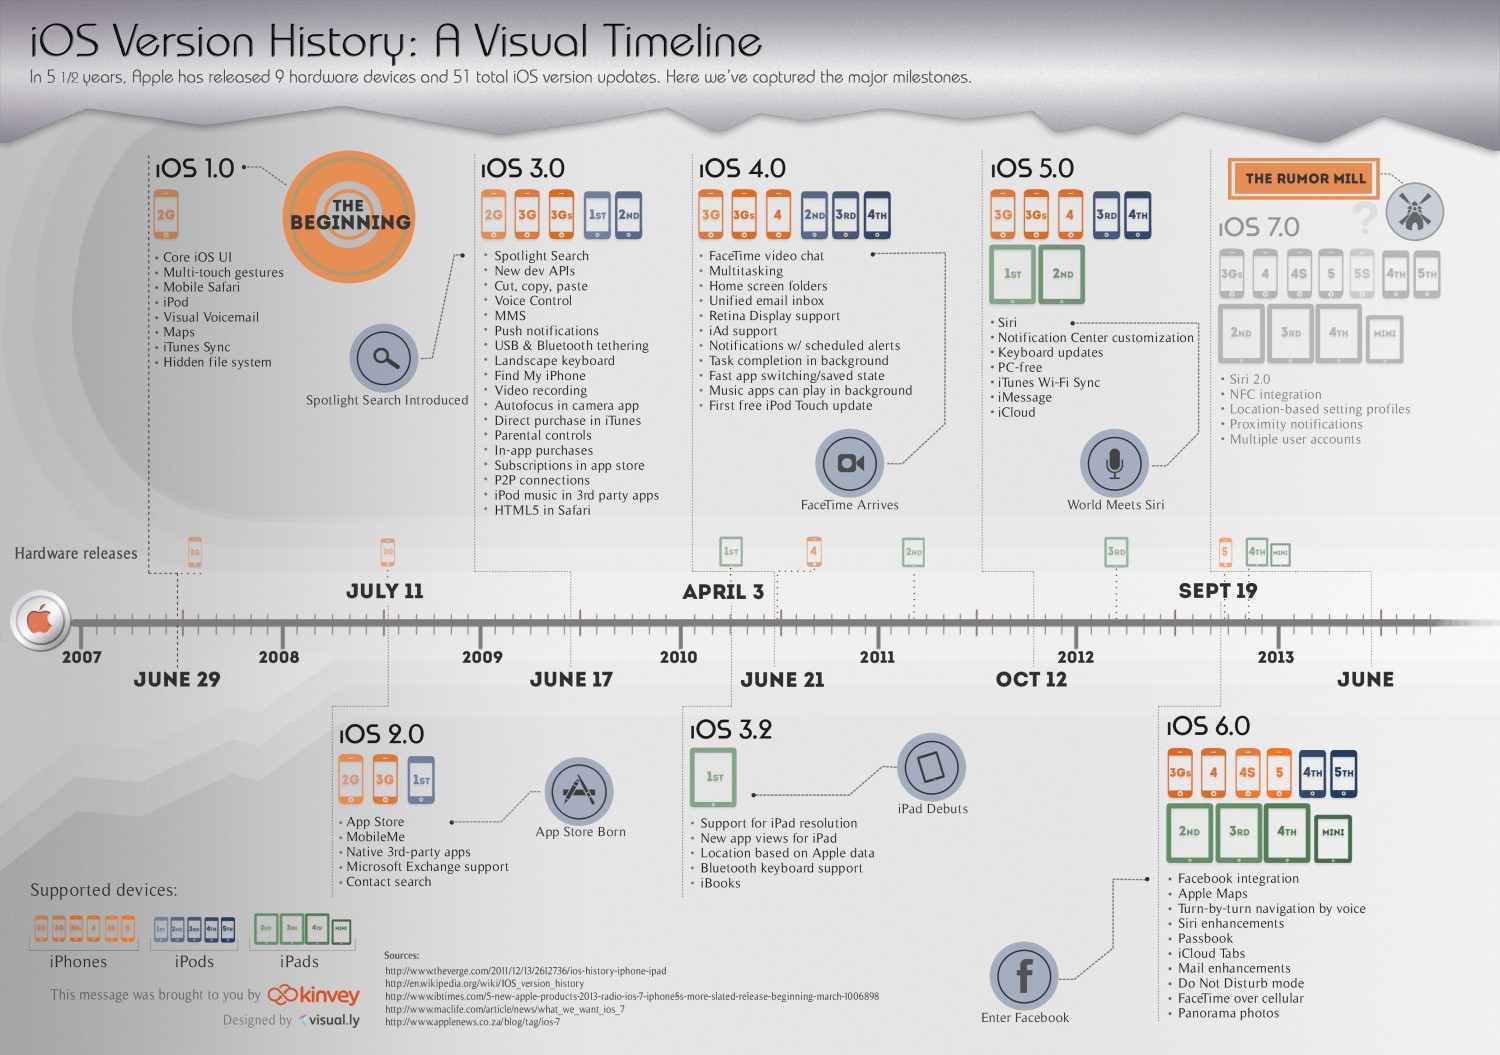 iOS Version History: A Visual Timeline
In 5 1/2 years, Apple has released 9 hardware devices and 51 total iOS version updates. Here we've captured the major milestones.
iOS 1.0
2G
• Core iOS UI
• Multi-touch gestures
• Mobile Safari
• iPod
• Visual Voicemail
• Maps
• iTunes Sync
• Hidden file system
THE
BEGINNING
Spotlight Search Introduced
iOS 3.0
2G 3G 3Gs 1ST 2ND
• Spotlight Search
• New dev APIs
• Cut, copy, paste
• Voice Control
• MMS
• Push notifications
• USB & Bluetooth tethering
• Landscape keyboard
• Find My iPhone
• Video recording
• Autofocus in camera app
• Direct purchase in iTunes
• Parental controls
• In-app purchases
• Subscriptions in app store
• P2P connections
• iPod music in 3rd party apps
• HTML5 in Safari
iOS 4.0
3G 3Gs 4 2ND 3RD 4TH
• FaceTime video chat
• Multitasking
• Home screen folders
• Unified email inbox
• Retina Display support
• iAd support
• Notifications w/ scheduled alerts
• Task completion in background
• Fast app switching/saved state
• Music apps can play in background
• First free iPod Touch update
FaceTime Arrives
iOS 5.0
3G 3Gs 4 3RD 4TH
1ST 2ND
• Siri
• Notification Center customization
• Keyboard updates
• PC-free
• iTunes Wi-Fi Sync
• iMessage
• iCloud
World Meets Siri
THE RUMOR MILL
?
iOS 7.0
3Gs 4 4S 5 5S 4TH 5TH
2ND 3RD 4TH MINI
• Siri 2.0
• NFC integration
• Location-based setting profiles
• Proximity notifications
• Multiple user accounts
Hardware releases
2G 3G 1ST 4 2ND 3RD 5 4TH MINI
JULY 11 APRIL 3 SEPT 19
2007 2008 2009 2010 2011 2012 2013
JUNE 29 JUNE 17 JUNE 21 OCT 12 JUNE
iOS 2.0
2G 3G 1ST
• App Store
• MobileMe
• Native 3rd-party apps
• Microsoft Exchange support
• Contact search
App Store Born
iOS 3.2
1ST
• Support for iPad resolution
• New app views for iPad
• Location based on Apple data
• Bluetooth keyboard support
• iBooks
iPad Debuts
iOS 6.0
3Gs 4 4S 5 4TH 5TH
2ND 3RD 4TH MINI
• Facebook integration
• Apple Maps
• Turn-by-turn navigation by voice
• Siri enhancements
• Passbook
• iCloud Tabs
• Mail enhancements
• Do Not Disturb mode
• FaceTime over cellular
• Panorama photos
f
Enter Facebook
Supported devices:
2G 3G 3Gs 4 4S 5 1ST 2ND 3RD 4TH 5TH 2ND 3RD 4TH MINI
iPhones iPods iPads
This message was brought to you by kinvey
Designed by visual.ly
Sources:
http://www.theverge.com/2011/12/13/2612736/ios-history-iphone-ipad
http://en.wikipedia.org/wiki/IOS_version_history
http://www.ibtimes.com/5-new-apple-products-2013-radio-ios-7-iphone5s-more-slated-release-beginning-march-1006898
http://www.maclife.com/article/news/what_we_want_ios_7
http://www.applenews.co.za/blog/tag/ios-7